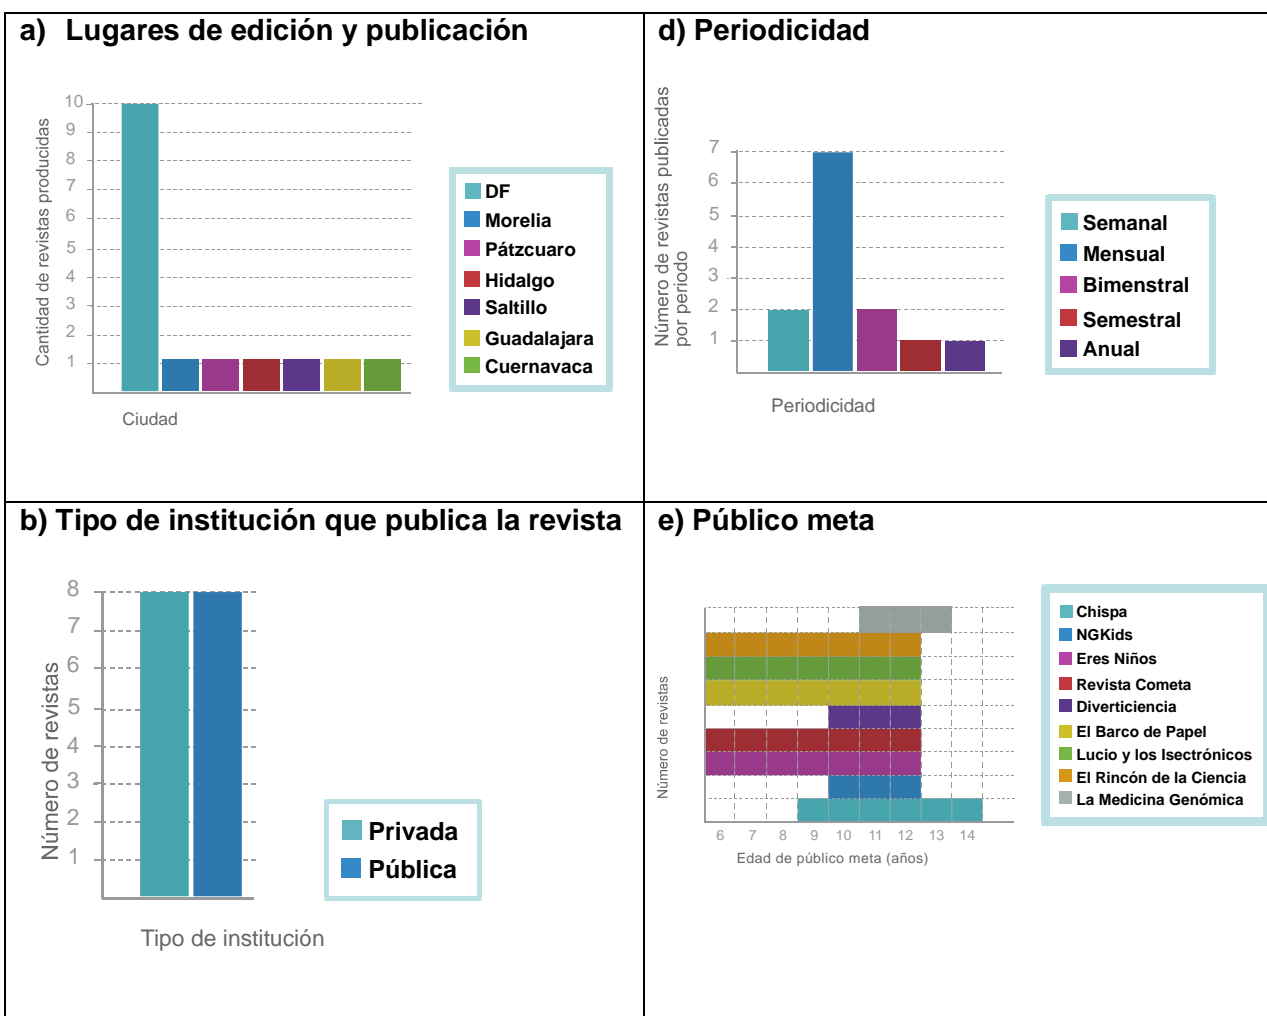 a) Lugares de edición y publicación
Cantidad de revistas producidas
10
9
8
7
6
5
4
3
2
1
Ciudad
DF
Morelia
Pátzcuaro
Hidalgo
Saltillo
Guadalajara
Cuernavaca
d) Periodicidad
Número de revistas publicadas
por periodo
7
6
5
4
3
2
1
Periodicidad
Semanal
Mensual
Bimenstral
Semestral
Anual
b) Tipo de institución que publica la revista
Número de revistas
8
7
6
5
4
3
2
1
Tipo de institución
Privada
Pública
e) Público meta
Número de revistas
6 7 8 9 10 11 12 13 14
Edad de público meta (años)
Chispa
NGKids
Eres Niños
Revista Cometa
Diverticiencia
El Barco de Papel
Lucio y los Isectrónicos
El Rincón de la Ciencia
La Medicina Genómica